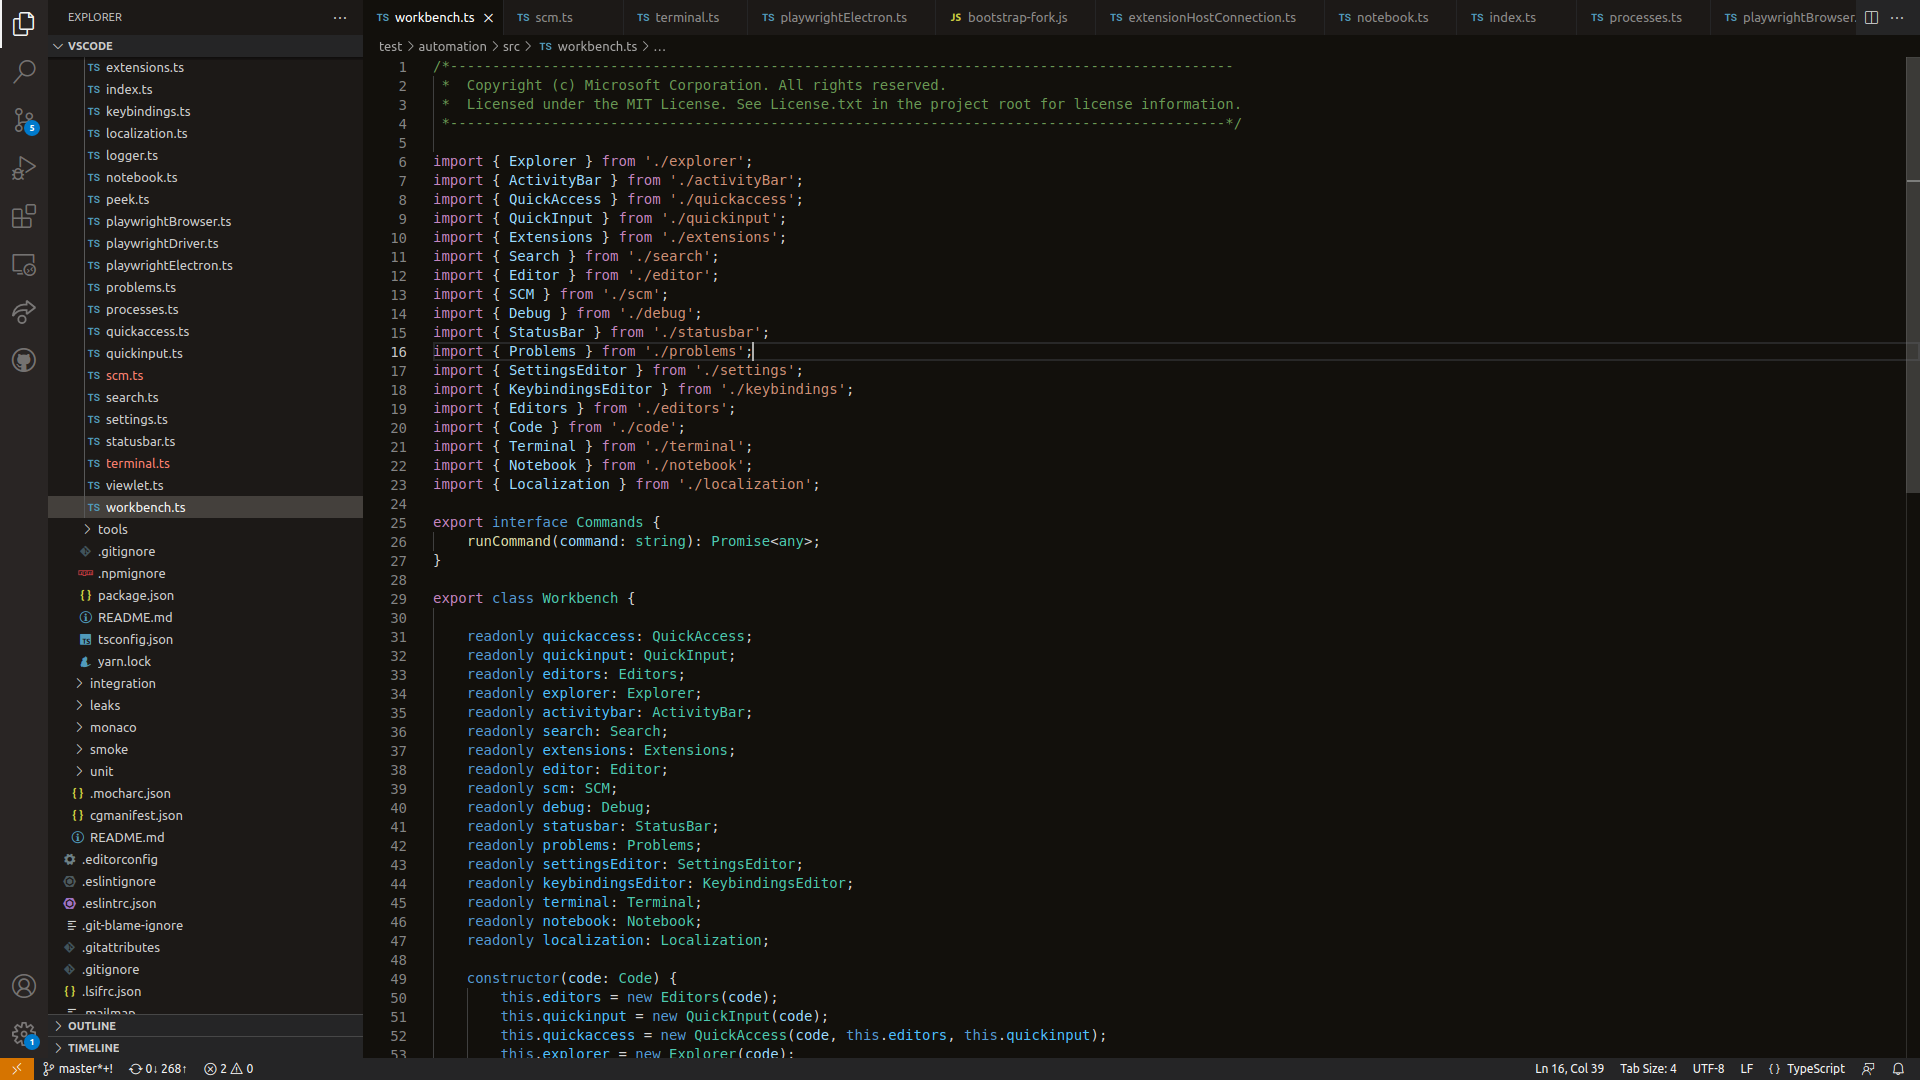 EXPLORER
VSCODE
TS extensions.ts
TS index.ts
TS keybindings.ts
TS localization.ts
TS logger.ts
TS notebook.ts
TS peek.ts
TS playwrightBrowser.ts
TS playwrightDriver.ts
TS playwrightElectron.ts
TS problems.ts
TS processes.ts
TS quickaccess.ts
TS quickinput.ts
TS scm.ts
TS search.ts
TS settings.ts
TS statusbar.ts
TS terminal.ts
TS viewlet.ts
TS workbench.ts
tools
.gitignore
.npmignore
{} package.json
README.md
TS tsconfig.json
yarn.lock
integration
leaks
monaco
smoke
unit
{} .mocharc.json
{} cgmanifest.json
README.md
.editorconfig
.eslintignore
.eslintrc.json
.git-blame-ignore
.gitattributes
.gitignore
{} .lsifrc.json
.mailmap
OUTLINE
TIMELINE
5
1
TS workbench.ts
TS scm.ts
TS terminal.ts
TS playwrightElectron.ts
JS bootstrap-fork.js
TS extensionHostConnection.ts
TS notebook.ts
TS index.ts
TS processes.ts
TS playwrightBrowser.
test > automation > src > TS workbench.ts > ...
1 /*---------------------------------------------------------------------------------------------
2  *  Copyright (c) Microsoft Corporation. All rights reserved.
3  *  Licensed under the MIT License. See License.txt in the project root for license information.
4  *--------------------------------------------------------------------------------------------*/
5
6 import { Explorer } from './explorer';
7 import { ActivityBar } from './activityBar';
8 import { QuickAccess } from './quickaccess';
9 import { QuickInput } from './quickinput';
10 import { Extensions } from './extensions';
11 import { Search } from './search';
12 import { Editor } from './editor';
13 import { SCM } from './scm';
14 import { Debug } from './debug';
15 import { StatusBar } from './statusbar';
16 import { Problems } from './problems';
17 import { SettingsEditor } from './settings';
18 import { KeybindingsEditor } from './keybindings';
19 import { Editors } from './editors';
20 import { Code } from './code';
21 import { Terminal } from './terminal';
22 import { Notebook } from './notebook';
23 import { Localization } from './localization';
24
25 export interface Commands {
26     runCommand(command: string): Promise<any>;
27 }
28
29 export class Workbench {
30
31     readonly quickaccess: QuickAccess;
32     readonly quickinput: QuickInput;
33     readonly editors: Editors;
34     readonly explorer: Explorer;
35     readonly activitybar: ActivityBar;
36     readonly search: Search;
37     readonly extensions: Extensions;
38     readonly editor: Editor;
39     readonly scm: SCM;
40     readonly debug: Debug;
41     readonly statusbar: StatusBar;
42     readonly problems: Problems;
43     readonly settingsEditor: SettingsEditor;
44     readonly keybindingsEditor: KeybindingsEditor;
45     readonly terminal: Terminal;
46     readonly notebook: Notebook;
47     readonly localization: Localization;
48
49     constructor(code: Code) {
50         this.editors = new Editors(code);
51         this.quickinput = new QuickInput(code);
52         this.quickaccess = new QuickAccess(code, this.editors, this.quickinput);
53         this.explorer = new Explorer(code);
master*+!
0↓ 268↑
2
0
Ln 16, Col 39
Tab Size: 4
UTF-8
LF
{} TypeScript